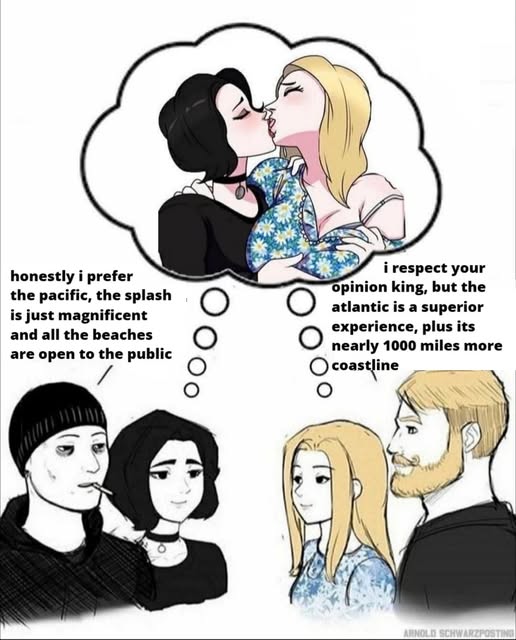 honestly i prefer
the pacific, the splash
is just magnificent
and all the beaches
are open to the public
i respect your
opinion king, but the
atlantic is a superior
experience, plus its
nearly 1000 miles more
coastline
ARNOLD SCHWARZPOSTING